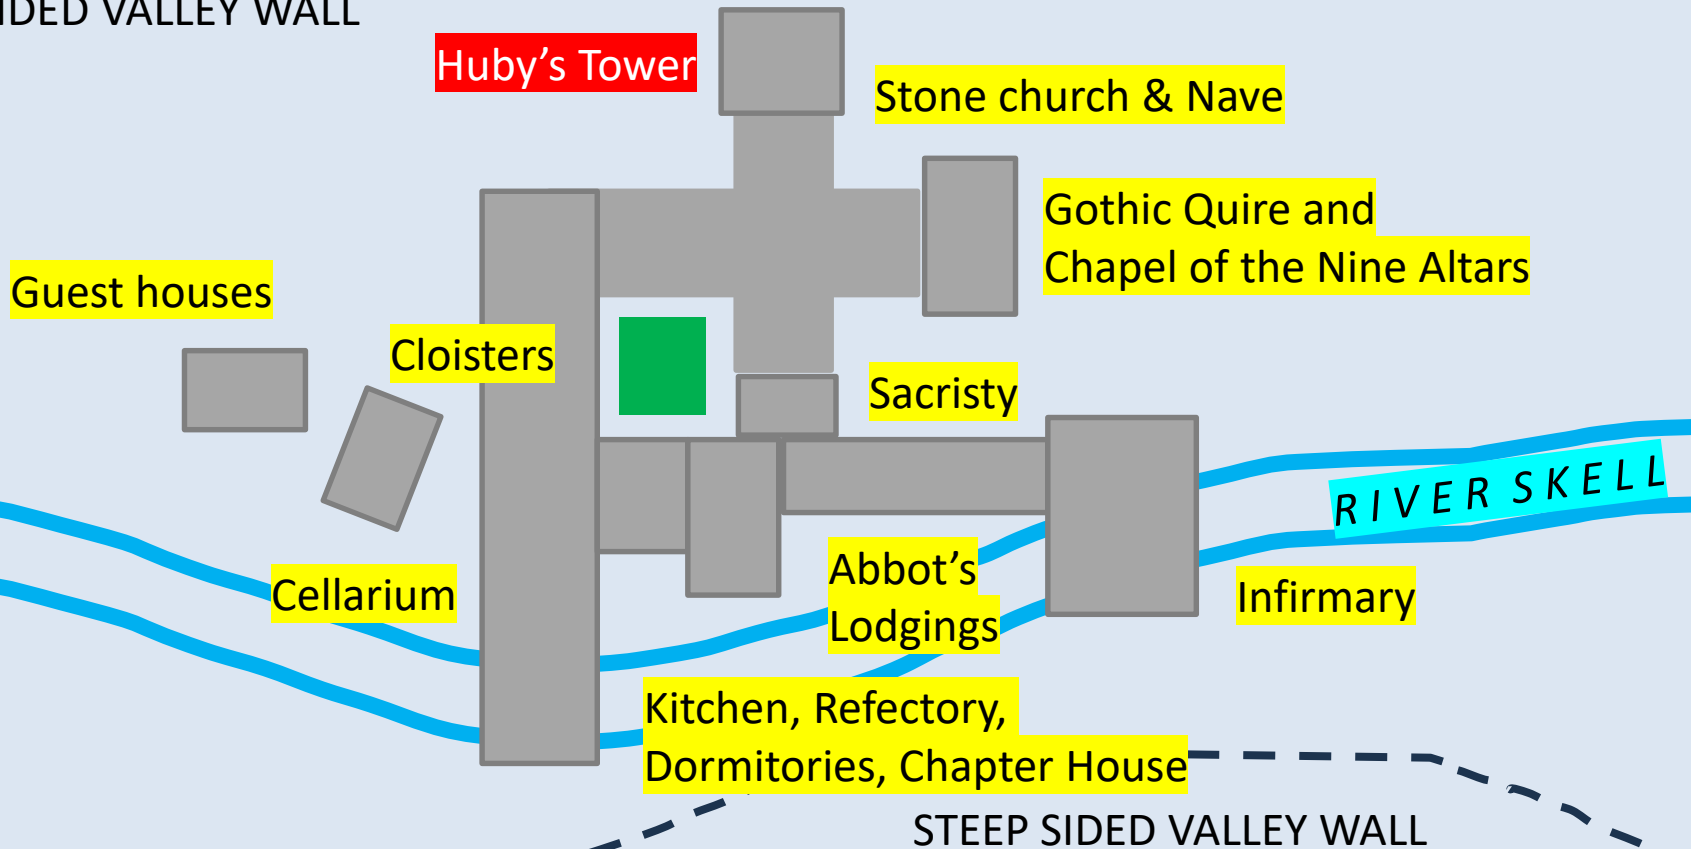 IDED VALLEY WALL
Huby’s Tower
Stone church & Nave
Gothic Quire and
Chapel of the Nine Altars
Guest houses
Cloisters
Sacristy
RIVER SKELL
Cellarium
Abbot’s
Lodgings
Infirmary
Kitchen, Refectory,
Dormitories, Chapter House
STEEP SIDED VALLEY WALL